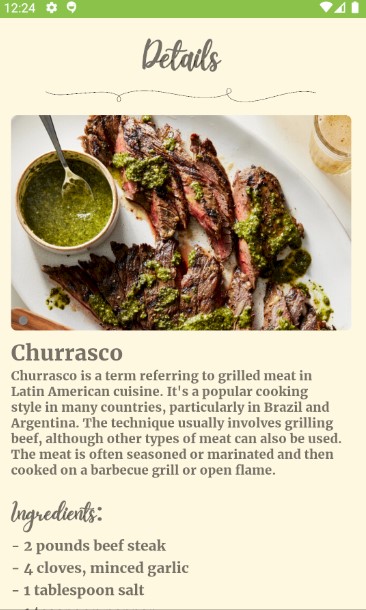 12:24
Details
Churrasco
Churrasco is a term referring to grilled meat in
Latin American cuisine. It's a popular cooking
style in many countries, particularly in Brazil and
Argentina. The technique usually involves grilling
beef, although other types of meat can also be used.
The meat is often seasoned or marinated and then
cooked on a barbecue grill or open flame.
Ingredients:
- 2 pounds beef steak
- 4 cloves, minced garlic
- 1 tablespoon salt